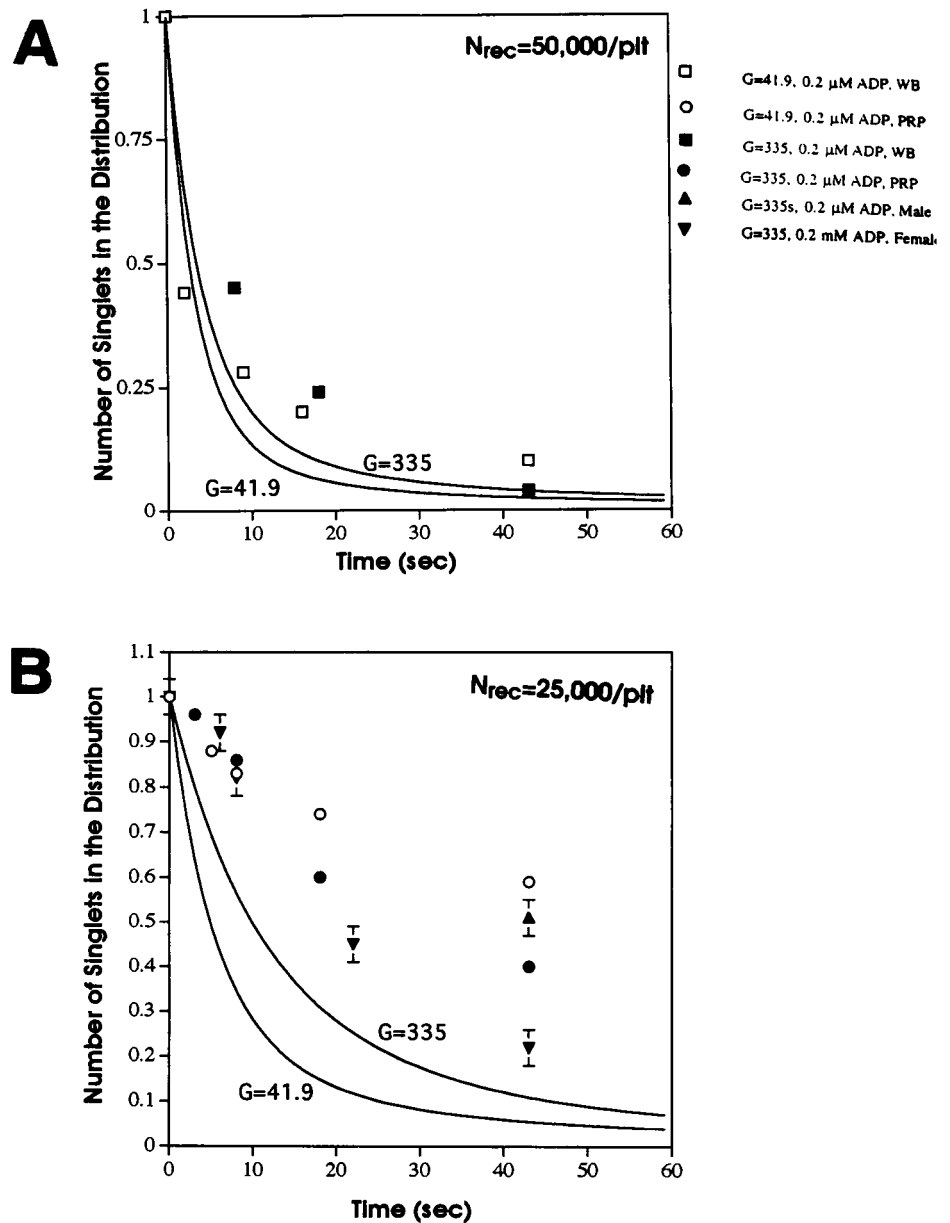 A
Nrec=50,000/plt
Number of Singlets in the Distribution
1
0.75
0.5
0.25
0
G=335
G=41.9
0 10 20 30 40 50 60
Time (sec)
G=41.9, 0.2 µM ADP, WB
G=41.9, 0.2 µM ADP, PRP
G=335, 0.2 µM ADP, WB
G=335, 0.2 µM ADP, PRP
G=335s, 0.2 µM ADP, Male
G=335, 0.2 mM ADP, Femal
B
Nrec=25,000/plt
Number of Singlets in the Distribution
1.1
1
0.9
0.8
0.7
0.6
0.5
0.4
0.3
0.2
0.1
0
G=335
G=41.9
0 10 20 30 40 50 60
Time (sec)